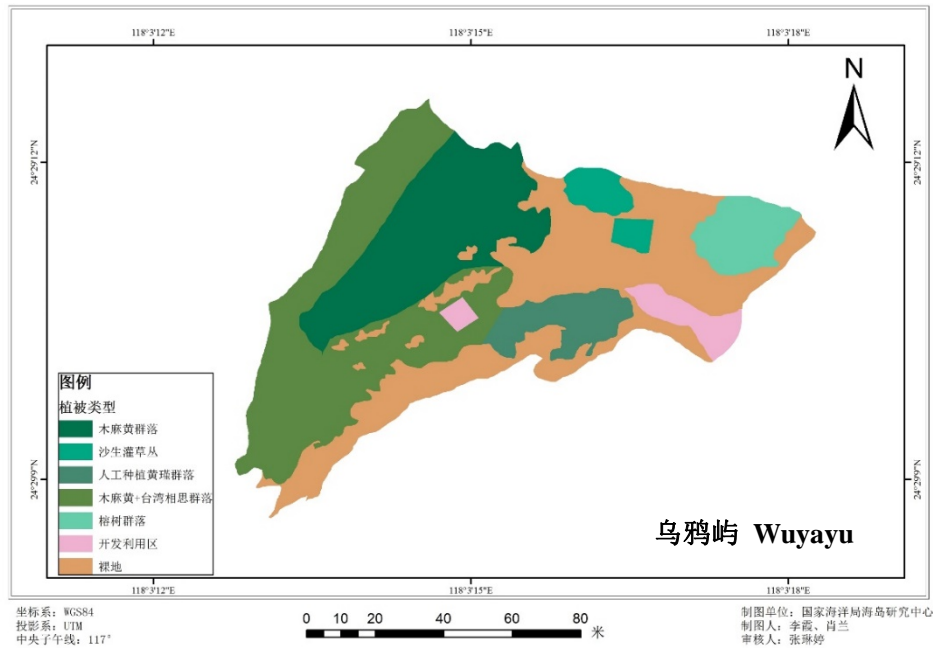 118°3'12"E 118°3'15"E 118°3'18"E
N
24°29'12"N 24°29'12"N
24°29'9"N 24°29'9"N
图例
植被类型
木麻黄群落
沙生灌草丛
人工种植黄瑾群落
木麻黄+台湾相思群落
榕树群落
开发利用区
裸地
乌鸦屿 Wuyayu
118°3'12"E 118°3'15"E 118°3'18"E
坐标系：WGS84
投影系：UTM
中央子午线：117°
0 10 20 40 60 80 米
制图单位：国家海洋局海岛研究中心
制图人：李霞、肖兰
审核人：张琳婷